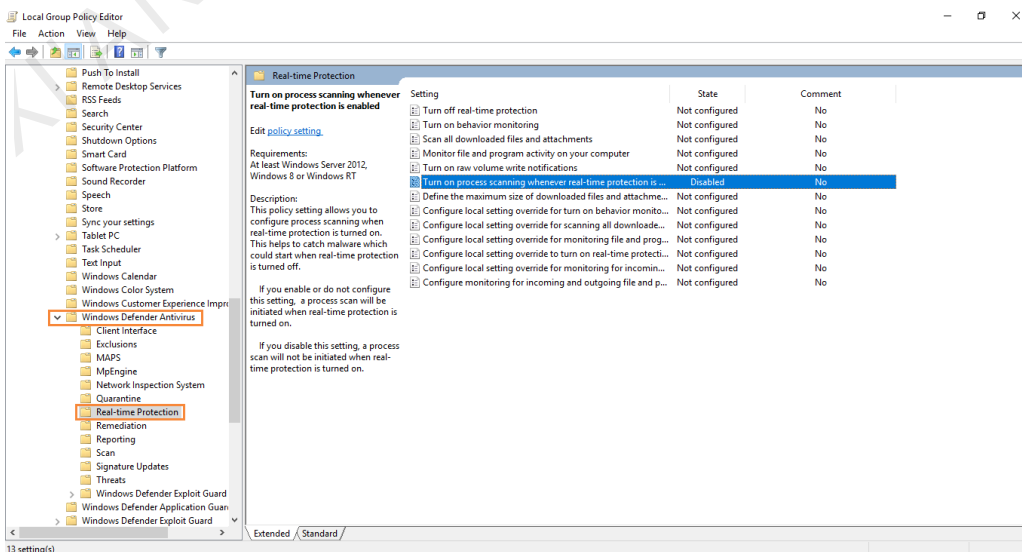 Local Group Policy Editor
File Action View Help
Push To Install
Remote Desktop Services
RSS Feeds
Search
Security Center
Shutdown Options
Smart Card
Software Protection Platform
Sound Recorder
Speech
Store
Sync your settings
Tablet PC
Task Scheduler
Text Input
Windows Calendar
Windows Color System
Windows Customer Experience Impr
Windows Defender Antivirus
Client Interface
Exclusions
MAPS
MpEngine
Network Inspection System
Quarantine
Real-time Protection
Remediation
Reporting
Scan
Signature Updates
Threats
Windows Defender Exploit Guard
Windows Defender Application Guar
Windows Defender Exploit Guard
Real-time Protection
Turn on process scanning whenever
real-time protection is enabled
Edit policy setting
Requirements:
At least Windows Server 2012,
Windows 8 or Windows RT
Description:
This policy setting allows you to
configure process scanning when
real-time protection is turned on.
This helps to catch malware which
could start when real-time protection
is turned off.
If you enable or do not configure
this setting, a process scan will be
initiated when real-time protection is
turned on.
If you disable this setting, a process
scan will not be initiated when real-
time protection is turned on.
Setting State Comment
Turn off real-time protection Not configured No
Turn on behavior monitoring Not configured No
Scan all downloaded files and attachments Not configured No
Monitor file and program activity on your computer Not configured No
Turn on raw volume write notifications Not configured No
Turn on process scanning whenever real-time protection is ... Disabled No
Define the maximum size of downloaded files and attachme... Not configured No
Configure local setting override for turn on behavior monito... Not configured No
Configure local setting override for scanning all downloade... Not configured No
Configure local setting override for monitoring file and prog... Not configured No
Configure local setting override to turn on real-time protecti... Not configured No
Configure local setting override for monitoring for incomin... Not configured No
Configure monitoring for incoming and outgoing file and p... Not configured No
Extended Standard
13 setting(s)